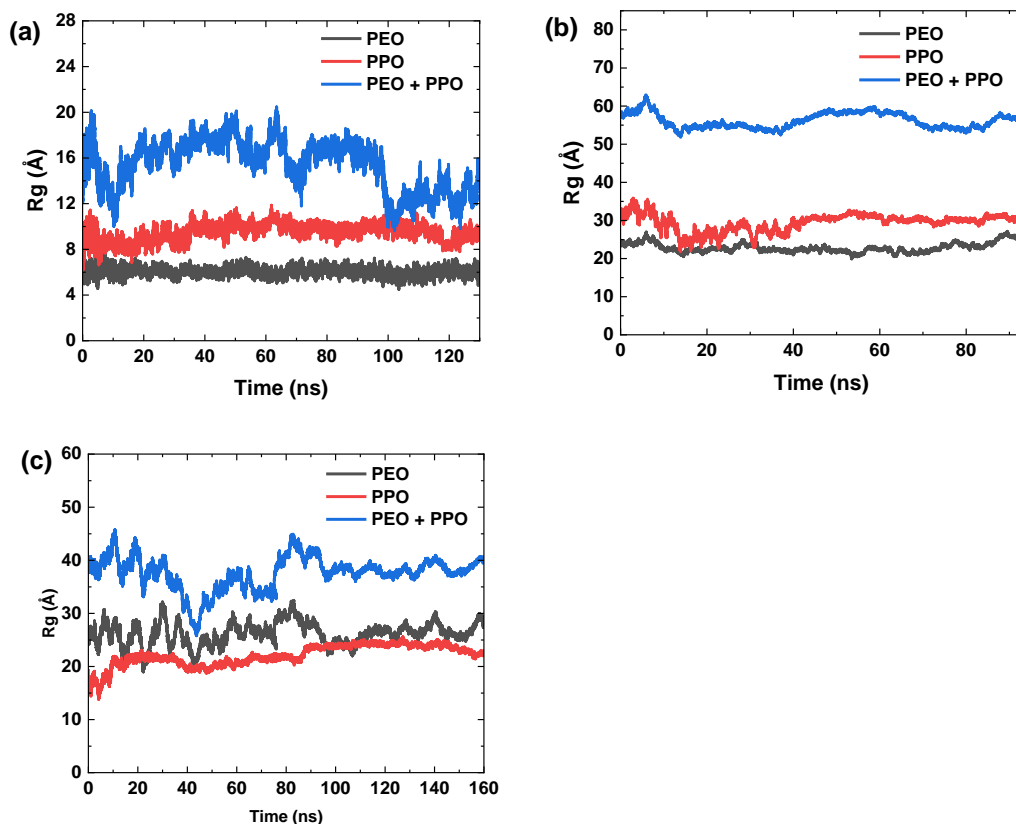 (a)
PEO
PPO
PEO + PPO
Rg (Å)
28
24
20
16
12
8
4
0
0 20 40 60 80 100 120
Time (ns)
(b)
PEO
PPO
PEO + PPO
Rg (Å)
80
70
60
50
40
30
20
10
0
0 20 40 60 80
Time (ns)
(c)
PEO
PPO
PEO + PPO
Rg (Å)
60
50
40
30
20
10
0
0 20 40 60 80 100 120 140 160
Time (ns)